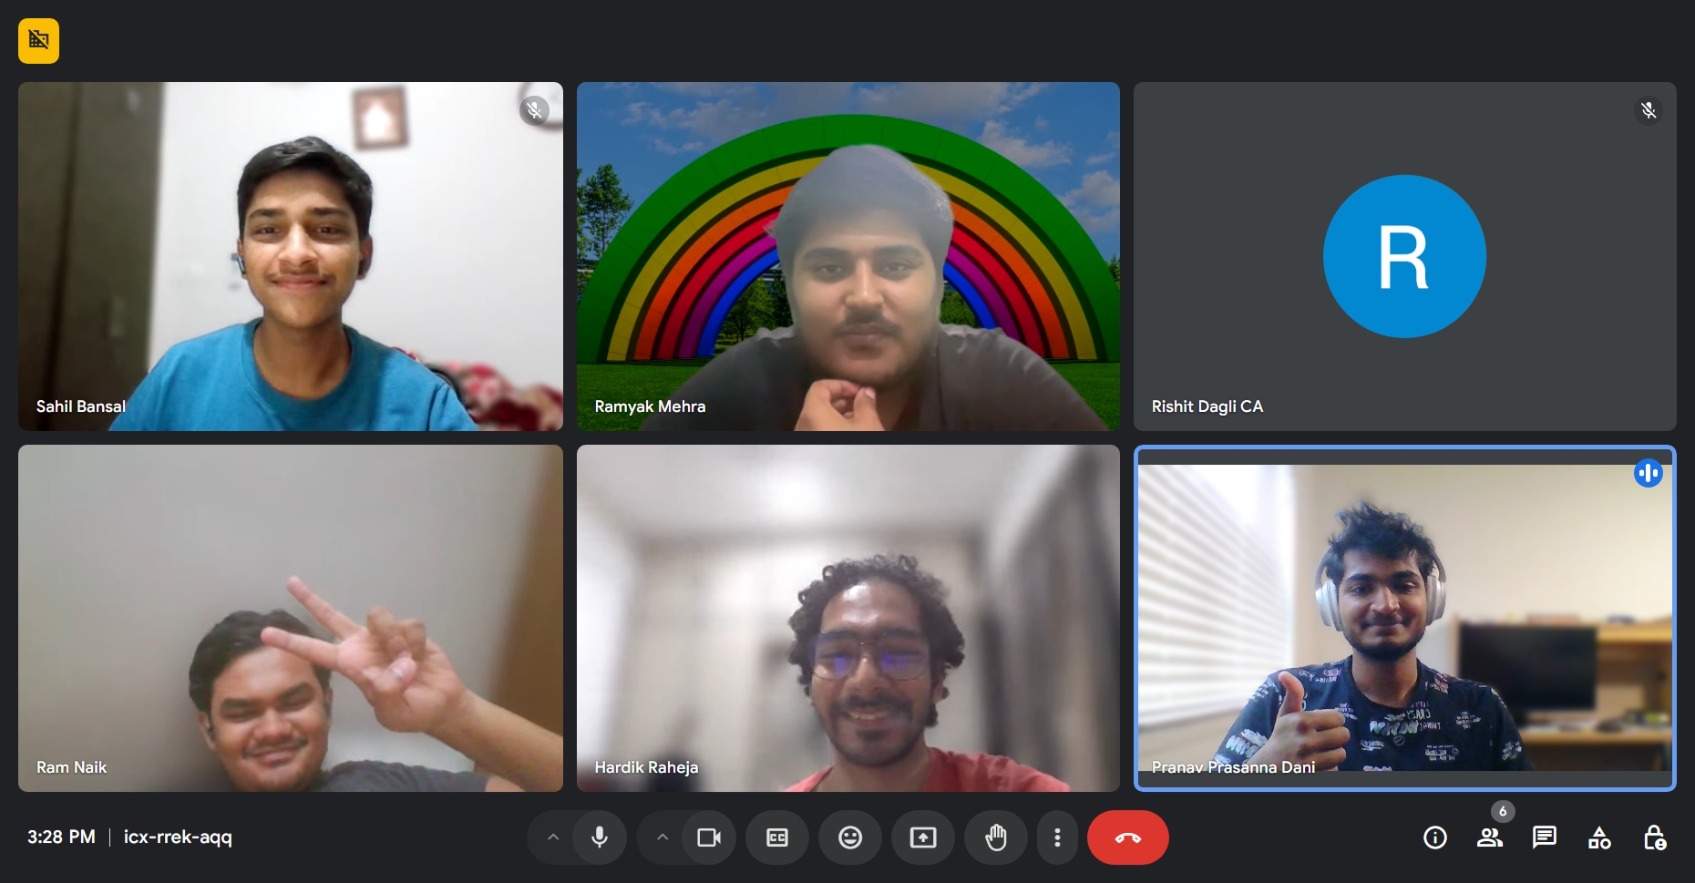 Sahil Bansal
Ramyak Mehra
R
Rishit Dagli CA
Ram Naik
Hardik Raheja
Pranav Prasanna Dani
6
3:28 PM | icx-rrek-aqq
CC